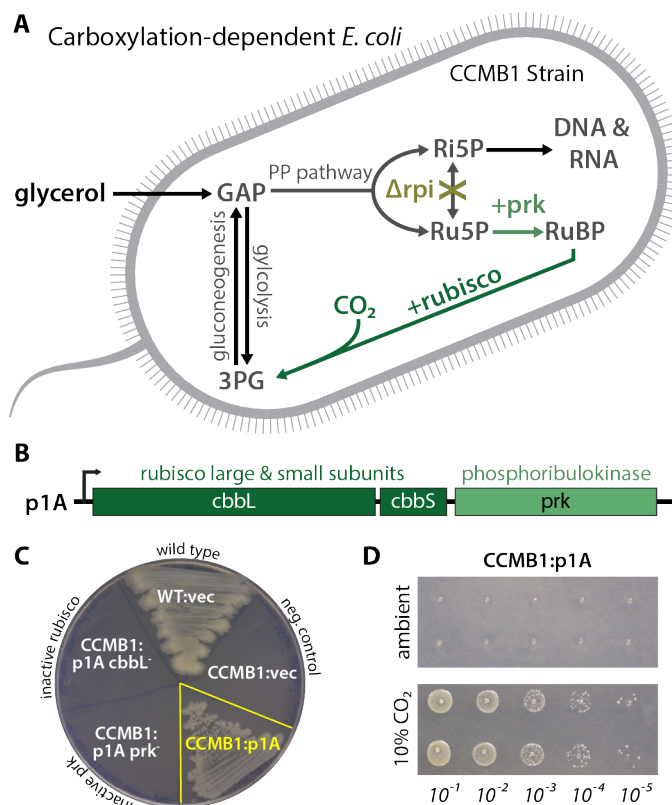 A Carboxylation-dependent E. coli
CCMB1 Strain
DNA &
RNA
Ri5P
PP pathway
glycerol
GAP
Δrpi
+prk
Ru5P
RuBP
gluconeogenesis
gylcolysis
CO₂
+rubisco
3PG
B
rubisco large & small subunits
phosphoribulokinase
p1A
cbbL
cbbS
prk
C
wild type
WT:vec
inactive rubisco
neg. control
CCMB1:
p1A cbbL⁻
CCMB1:vec
CCMB1:
p1A prk⁻
CCMB1:p1A
inactive prk
D
CCMB1:p1A
ambient
10% CO₂
10⁻¹ 10⁻² 10⁻³ 10⁻⁴ 10⁻⁵